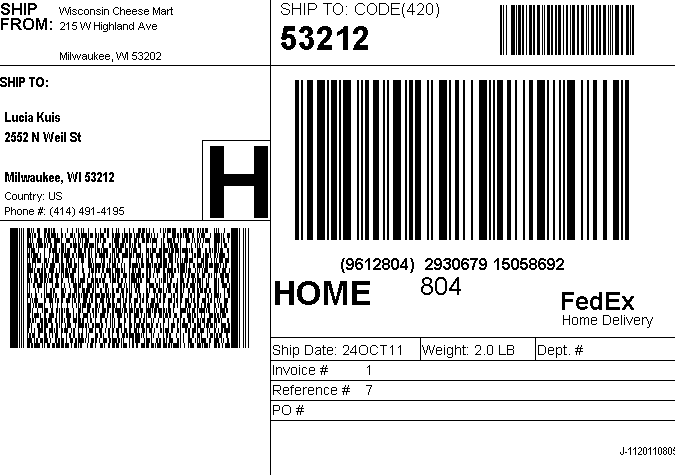 SHIP FROM:
Wisconsin Cheese Mart
215 W Highland Ave
Milwaukee, WI 53202
SHIP TO: CODE(420)
53212
SHIP TO:
Lucia Kuis
2552 N Weil St
Milwaukee, WI 53212
Country: US
Phone #: (414) 491-4195
H
(9612804) 2930679 15058692
HOME 804
FedEx
Home Delivery
Ship Date: 24OCT11 Weight: 2.0 LB Dept. #
Invoice # 1
Reference # 7
PO #
J-1120110805